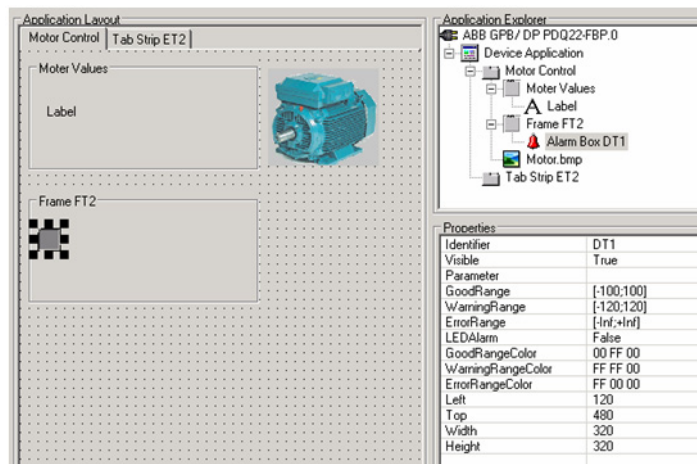 Application Layout
Motor Control
Tab Strip ET2
Moter Values
Label
Frame FT2
Application Explorer
ABB GPB/ DP PDQ22-FBP.0
Device Application
Motor Control
Moter Values
A Label
Frame FT2
Alarm Box DT1
Motor.bmp
Tab Strip ET2
Properties
Identifier DT1
Visible True
Parameter
GoodRange [-100;100]
WarningRange [-120;120]
ErrorRange [-Inf;+Inf]
LEDAlarm False
GoodRangeColor 00 FF 00
WarningRangeColor FF FF 00
ErrorRangeColor FF 00 00
Left 120
Top 480
Width 320
Height 320